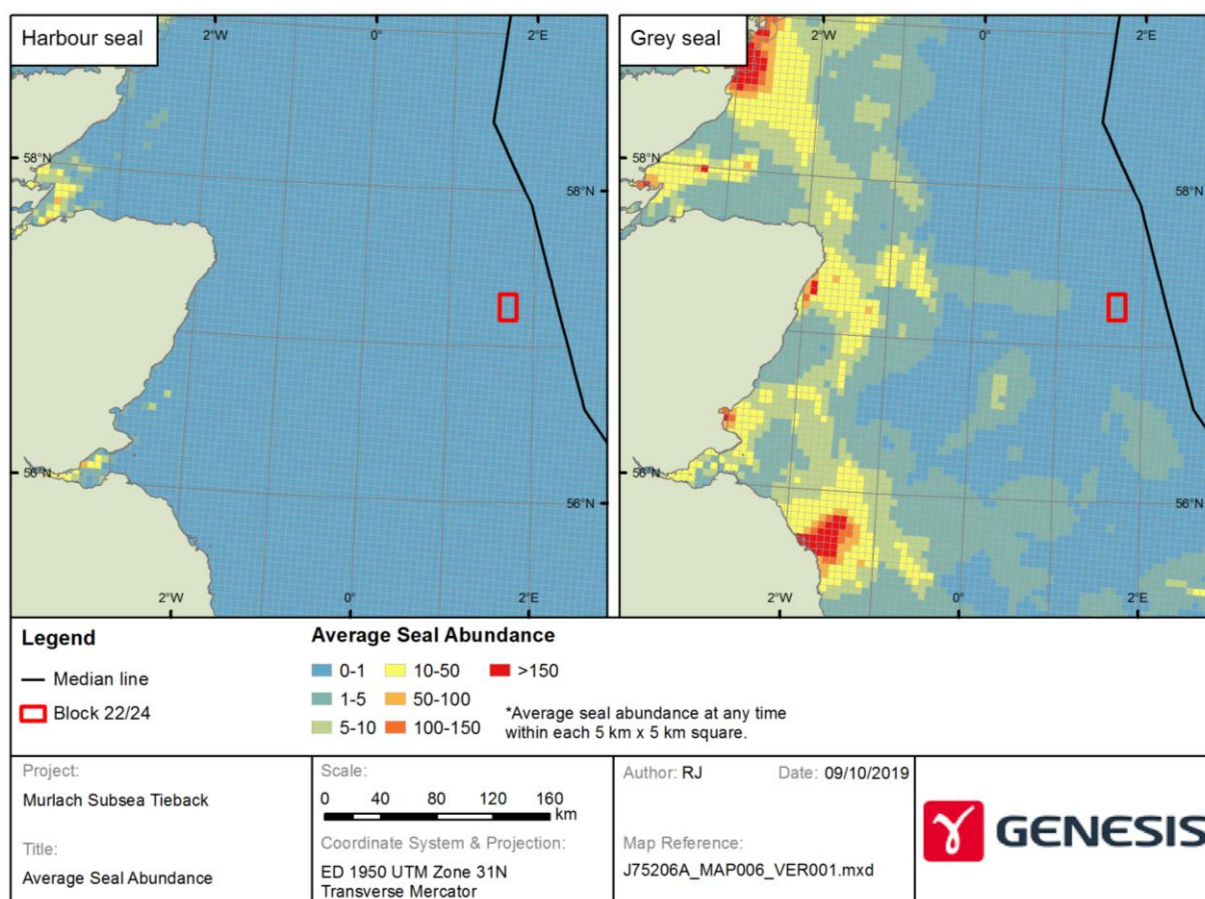 Harbour seal
2°W
0°
2°E
58°N
58°N
56°N
56°N
2°W
0°
2°E
Grey seal
2°W
0°
2°E
58°N
58°N
56°N
56°N
2°W
0°
2°E
Legend
Median line
Block 22/24
Average Seal Abundance
0-1
10-50
>150
1-5
50-100
5-10
100-150
*Average seal abundance at any time
within each 5 km x 5 km square.
Project:
Murlach Subsea Tieback
Title:
Average Seal Abundance
Scale:
0 40 80 120 160
km
Coordinate System & Projection:
ED 1950 UTM Zone 31N
Transverse Mercator
Author: RJ
Date: 09/10/2019
Map Reference:
J75206A_MAP006_VER001.mxd
GENESIS